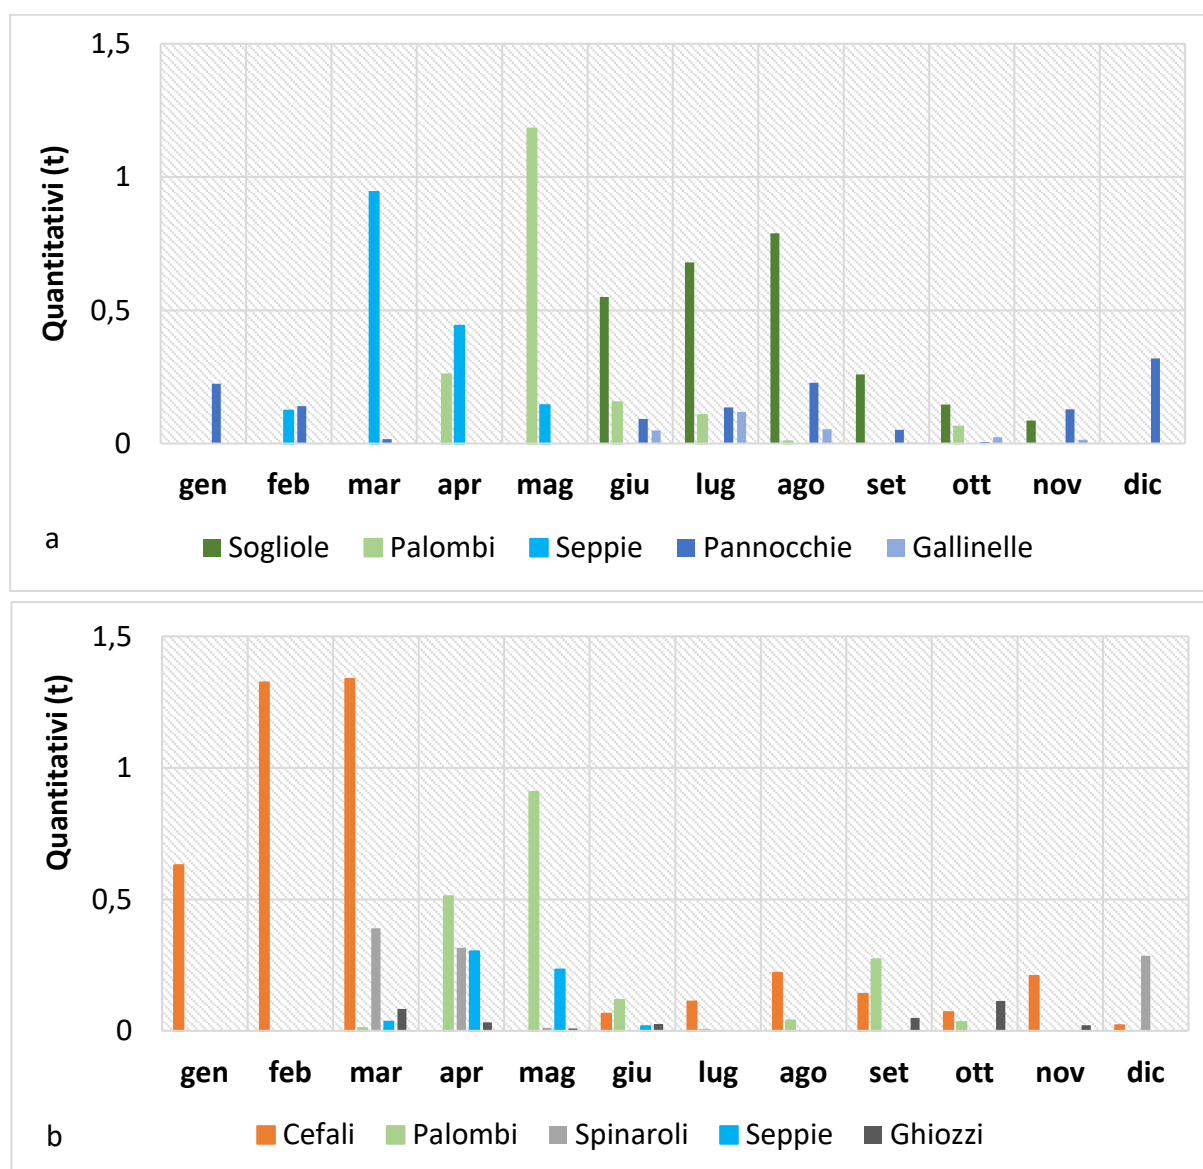 1,5
1
0,5
0
Quantitativi (t)
gen feb mar apr mag giu lug ago set ott nov dic
a
Sogliole Palombi Seppie Pannocchie Gallinelle
1,5
1
0,5
0
Quantitativi (t)
gen feb mar apr mag giu lug ago set ott nov dic
b
Cefali Palombi Spinaroli Seppie Ghiozzi